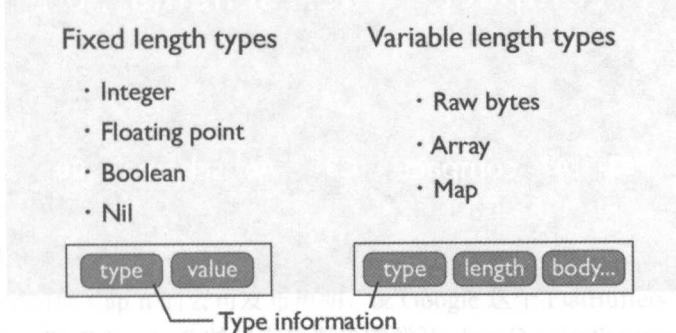 Fixed length types
· Integer
· Floating point
· Boolean
· Nil
type value
Variable length types
· Raw bytes
· Array
· Map
type length body...
Type information